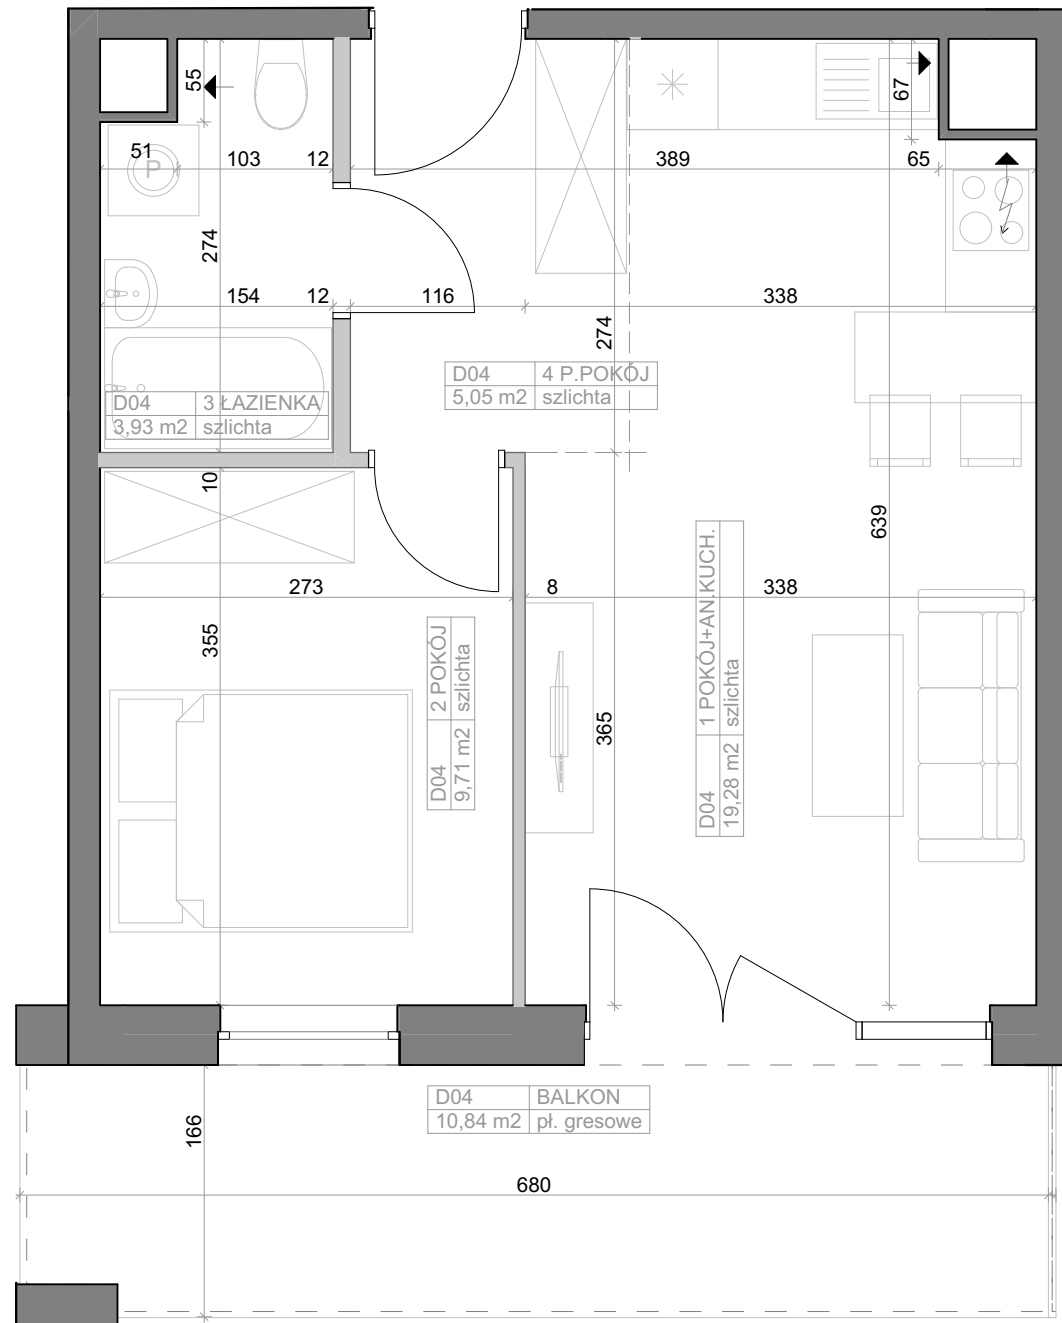 55
67
51
103
12
389
65
P
274
154
12
116
338
274
D04 4 P.POKÓJ
5,05 m2 szlichta
D04 3 ŁAZIENKA
3,93 m2 szlichta
10
639
273
8
338
355
D04 2 POKÓJ
9,71 m2 szlichta
D04 1 POKÓJ+AN.KUCH.
19,28 m2 szlichta
365
D04 BALKON
10,84 m2 pł. gresowe
166
680